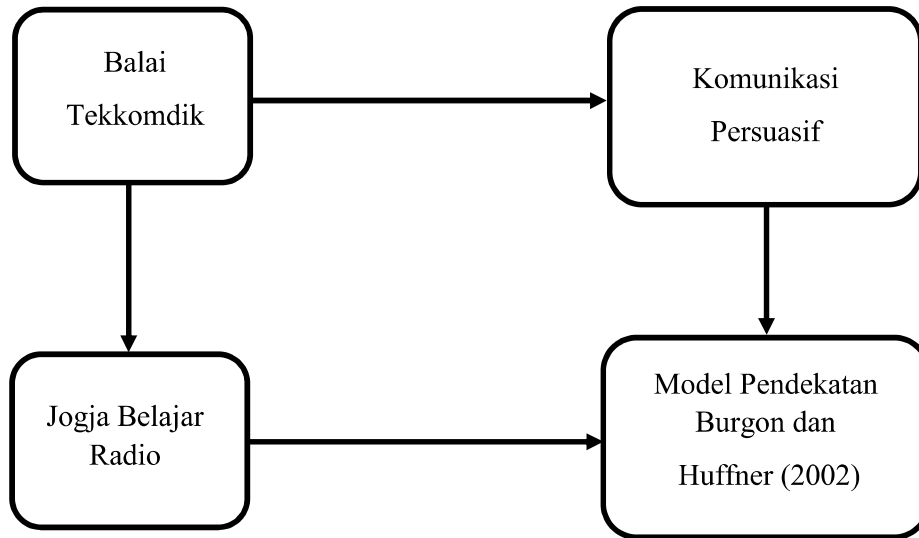 Balai
Tekkomdik
Komunikasi
Persuasif
Jogja Belajar
Radio
Model Pendekatan
Burgon dan
Huffner (2002)